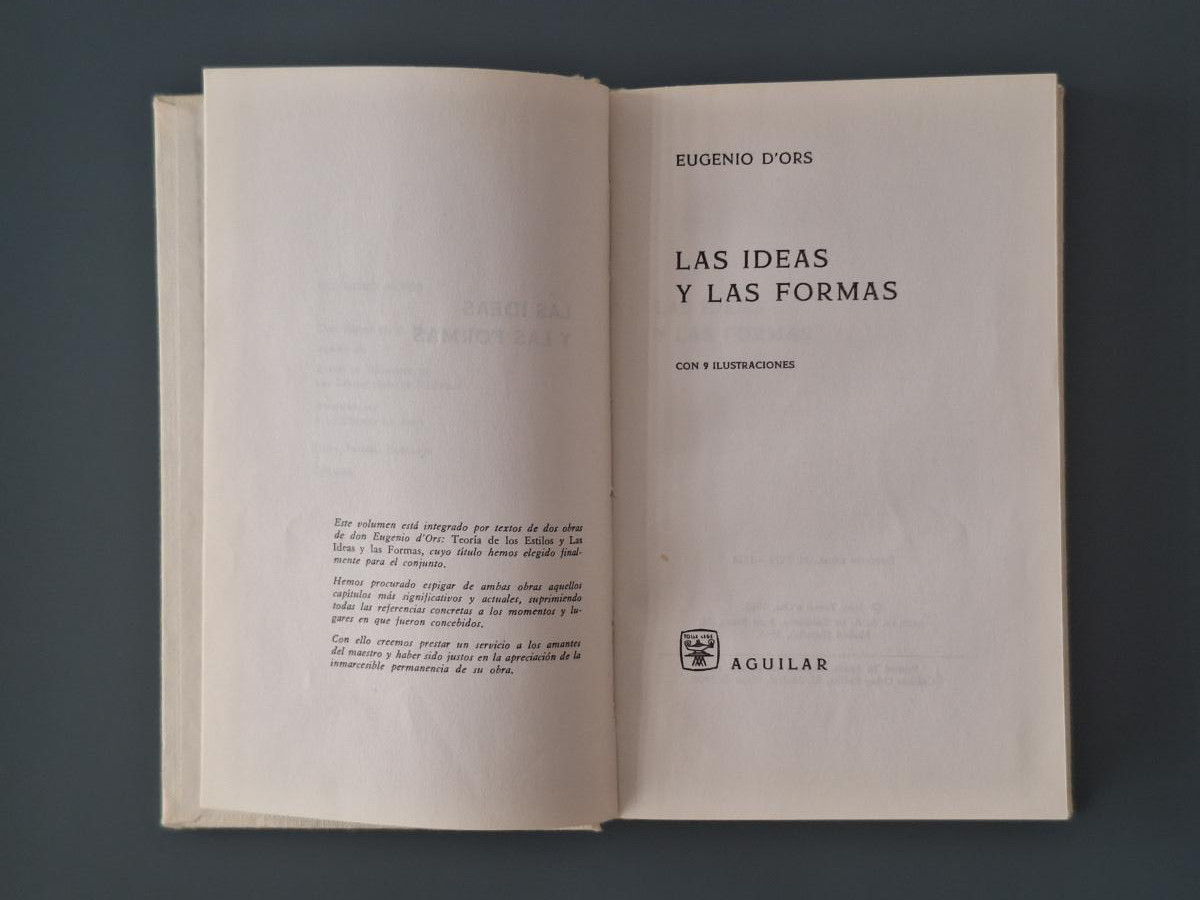 Este volumen está integrado por textos de dos obras
de don Eugenio d'Ors: Teoría de los Estilos y Las
Ideas y las Formas, cuyo título hemos elegido final-
mente para el conjunto.
Hemos procurado espigar de ambas obras aquellos
capítulos más significativos y actuales, suprimiendo
todas las referencias concretas a los momentos y lu-
gares en que fueron concebidos.
Con ello creemos prestar un servicio a los amantes
del maestro y haber sido justos en la apreciación de la
inmarcesible permanencia de su obra.
EUGENIO D'ORS
LAS IDEAS
Y LAS FORMAS
CON 9 ILUSTRACIONES
AGUILAR